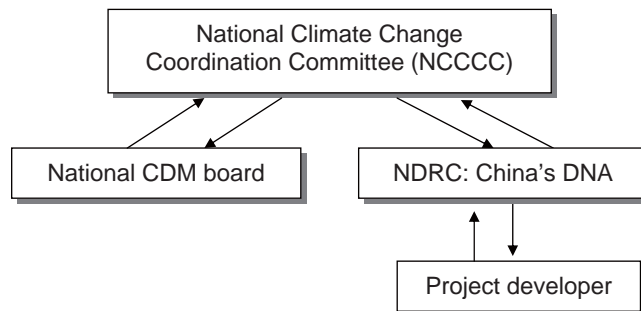 National Climate Change
Coordination Committee (NCCCC)
National CDM board
NDRC: China’s DNA
Project developer